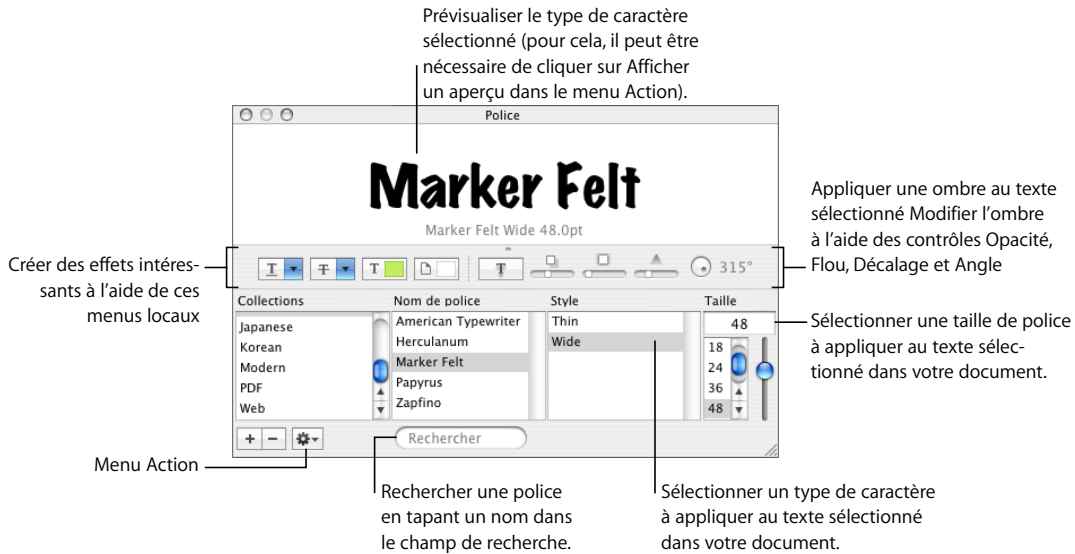 Prévisualiser le type de caractère
sélectionné (pour cela, il peut être
nécessaire de cliquer sur Afficher
un aperçu dans le menu Action).
Police
Marker Felt
Marker Felt Wide 48.0pt
Appliquer une ombre au texte
sélectionné Modifier l'ombre
à l'aide des contrôles Opacité,
Flou, Décalage et Angle
Créer des effets intéres-
sants à l'aide de ces
menus locaux
T
T
T
T
315°
Collections
Nom de police
Style
Taille
Japanese
Korean
Modern
PDF
Web
American Typewriter
Herculanum
Marker Felt
Papyrus
Zapfino
Thin
Wide
48
18
24
36
48
Sélectionner une taille de police
à appliquer au texte sélec-
tionné dans votre document.
+ −
Rechercher
Menu Action
Rechercher une police
en tapant un nom dans
le champ de recherche.
Sélectionner un type de caractère
à appliquer au texte sélectionné
dans votre document.